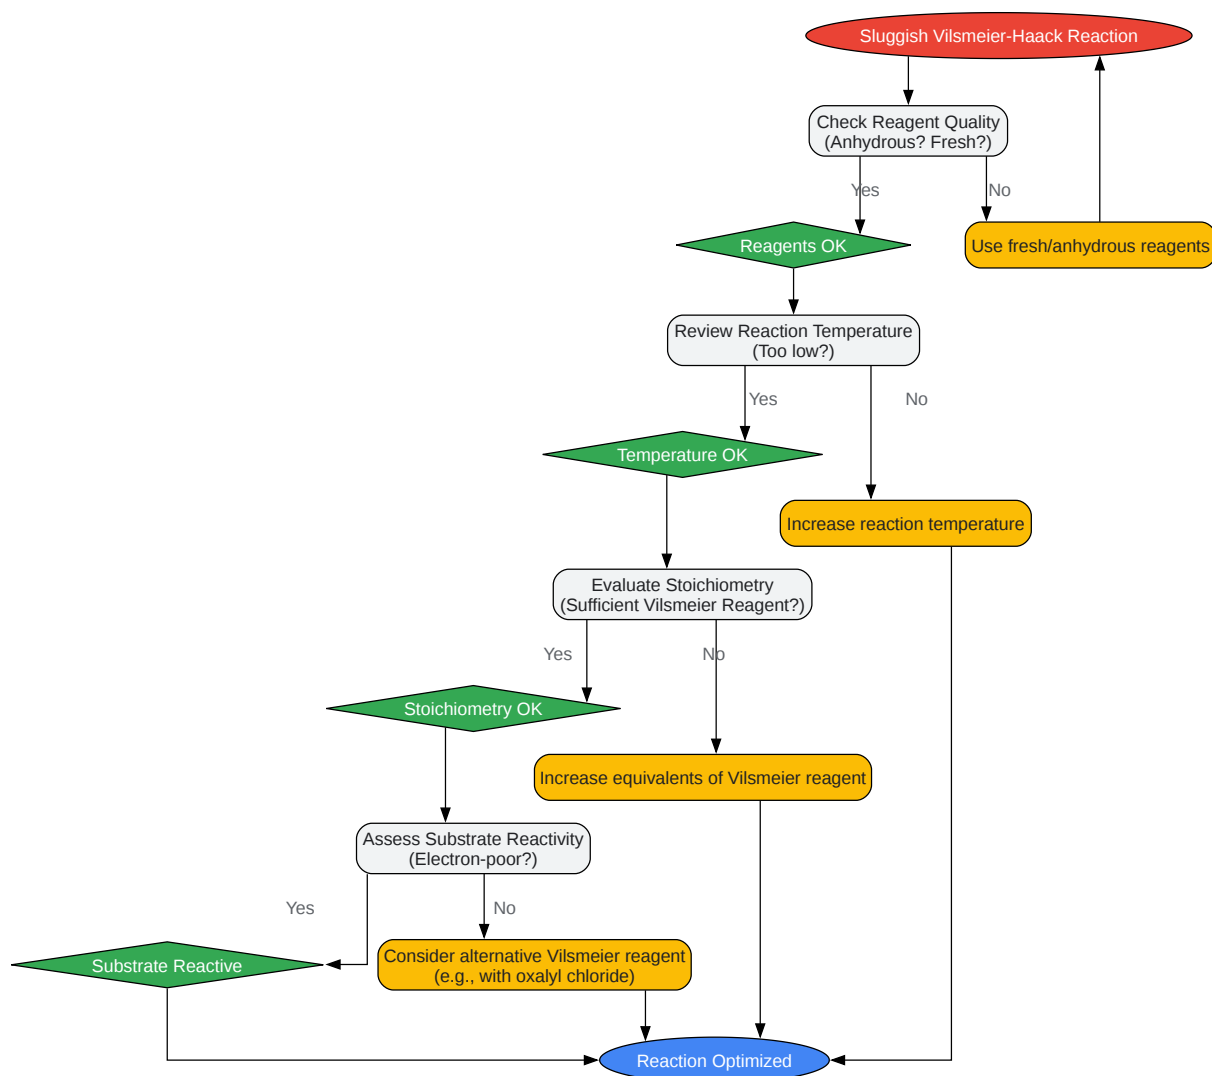 Sluggish Vilsmeier-Haack Reaction
Check Reagent Quality
(Anhydrous? Fresh?)
Yes
No
Reagents OK
Use fresh/anhydrous reagents
Review Reaction Temperature
(Too low?)
Yes
No
Temperature OK
Increase reaction temperature
Evaluate Stoichiometry
(Sufficient Vilsmeier Reagent?)
Yes
No
Stoichiometry OK
Increase equivalents of Vilsmeier reagent
Assess Substrate Reactivity
(Electron-poor?)
Yes
No
Substrate Reactive
Consider alternative Vilsmeier reagent
(e.g., with oxalyl chloride)
Reaction Optimized